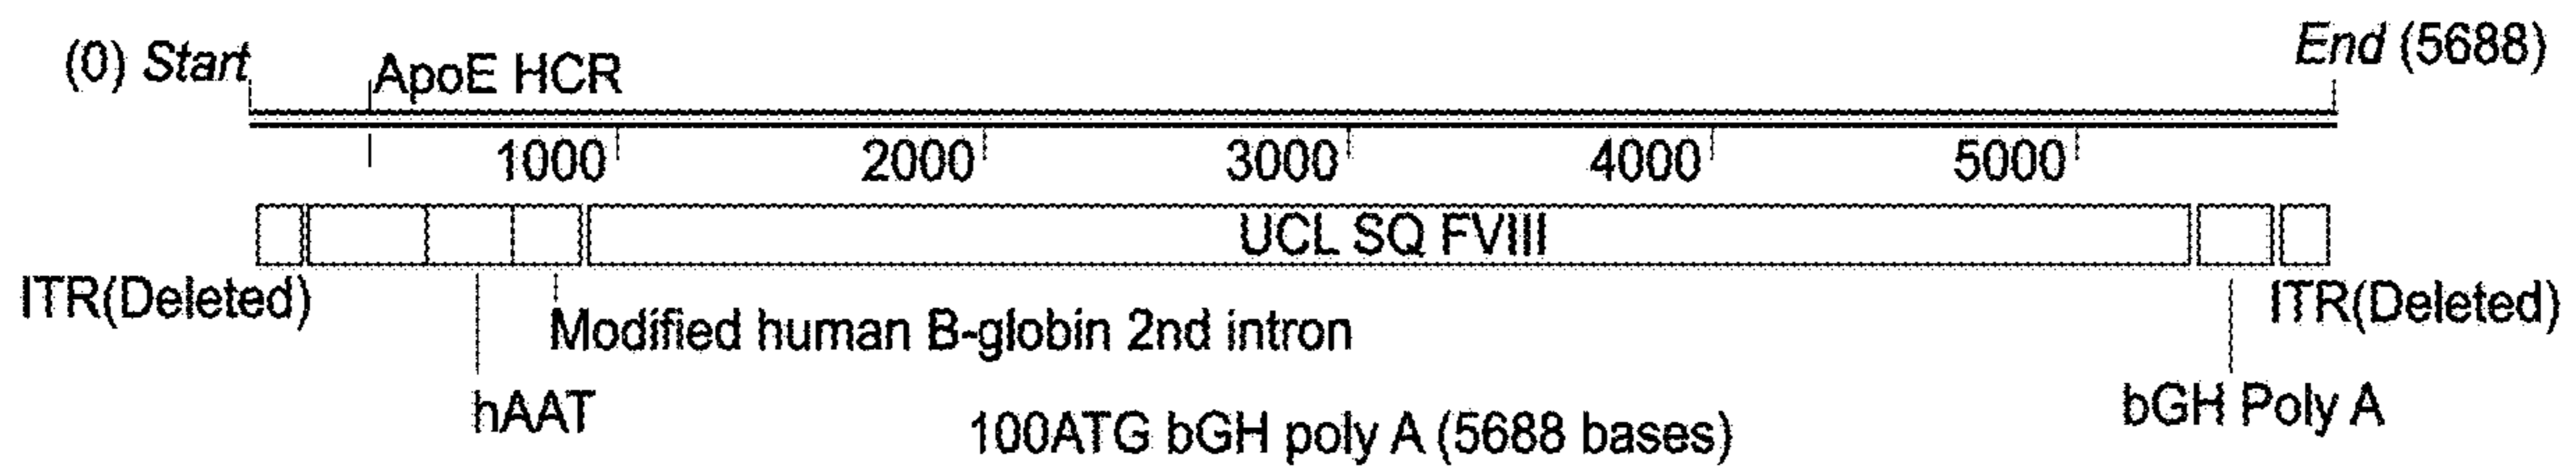 (0) Start
ApoE HCR
End (5688)
1000
2000
3000
4000
5000
UCL SQ FVIII
ITR(Deleted)
Modified human B-globin 2nd intron
ITR(Deleted)
hAAT
bGH Poly A
100ATG bGH poly A (5688 bases)